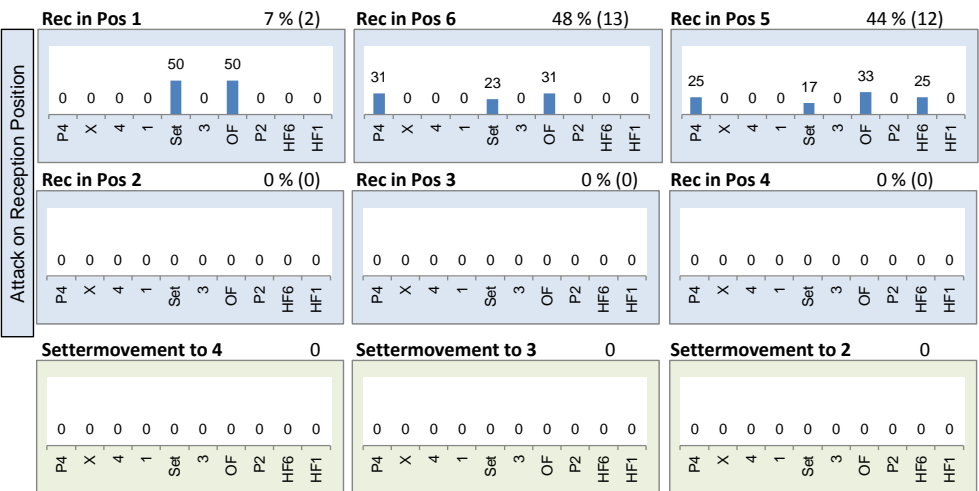 Attack on Reception Position
Rec in Pos 1 7 % (2)
0 0 0 0 50 0 50 0 0 0
P4 X 4 1 Set 3 OF P2 HF6 HF1
Rec in Pos 6 48 % (13)
31 0 0 0 23 0 31 0 0 0
P4 X 4 1 Set 3 OF P2 HF6 HF1
Rec in Pos 5 44 % (12)
25 0 0 0 17 0 33 0 25 0
P4 X 4 1 Set 3 OF P2 HF6 HF1
Rec in Pos 2 0 % (0)
0 0 0 0 0 0 0 0 0 0
P4 X 4 1 Set 3 OF P2 HF6 HF1
Rec in Pos 3 0 % (0)
0 0 0 0 0 0 0 0 0 0
P4 X 4 1 Set 3 OF P2 HF6 HF1
Rec in Pos 4 0 % (0)
0 0 0 0 0 0 0 0 0 0
P4 X 4 1 Set 3 OF P2 HF6 HF1
Settermovement to 4 0
0 0 0 0 0 0 0 0 0 0
P4 X 4 1 Set 3 OF P2 HF6 HF1
Settermovement to 3 0
0 0 0 0 0 0 0 0 0 0
P4 X 4 1 Set 3 OF P2 HF6 HF1
Settermovement to 2 0
0 0 0 0 0 0 0 0 0 0
P4 X 4 1 Set 3 OF P2 HF6 HF1